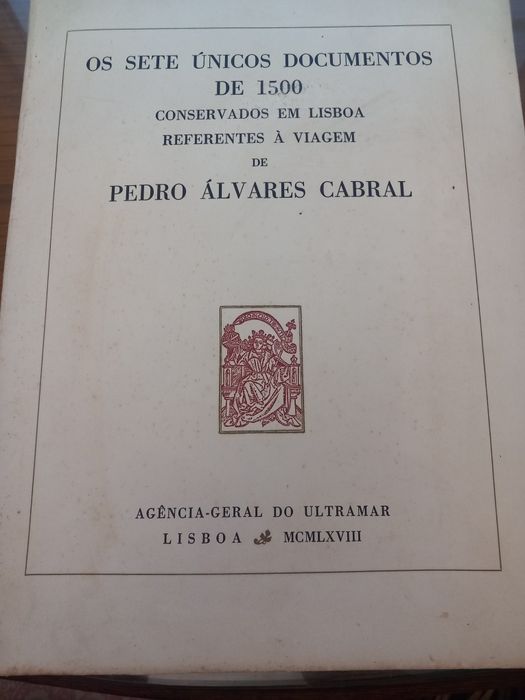 OS SETE ÚNICOS DOCUMENTOS
DE 1500
CONSERVADOS EM LISBOA
REFERENTES À VIAGEM
DE
PEDRO ÁLVARES CABRAL
AGÊNCIA-GERAL DO ULTRAMAR
LISBOA MCMLXVIII